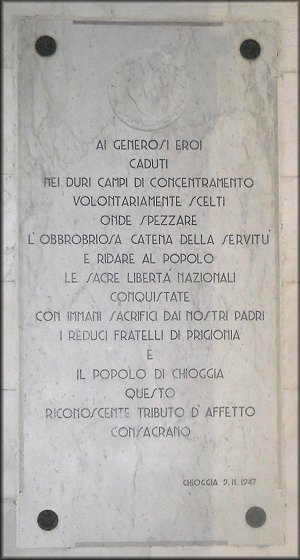 AI GENEROSI EROI
CADUTI
NEI DURI CAMPI DI CONCENTRAMENTO
VOLONTARIAMENTE SCELTI
ONDE SPEZZARE
L'OBBROBRIOSA CATENA DELLA SERVITU'
E RIDARE AL POPOLO
LE SACRE LIBERTA' NAZIONALI
CONQUISTATE
CON IMMANI SACRIFICI DAI NOSTRI PADRI
I REDUCI FRATELLI DI PRIGIONIA
E
IL POPOLO DI CHIOGGIA
QUESTO
RICONOSCENTE TRIBUTO D'AFFETTO
CONSACRANO
CHIOGGIA 9.11.1947